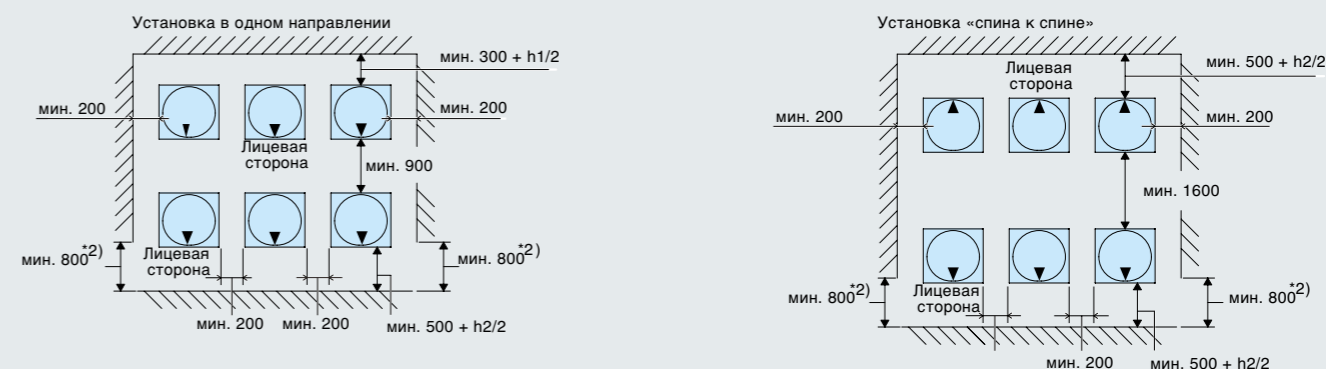 Установка в одном направлении
мин. 300 + h1/2
мин. 200
мин. 200
Лицевая
сторона
мин. 900
мин. 800*2)
Лицевая
сторона
мин. 800*2)
мин. 200
мин. 200
мин. 500 + h2/2
Установка «спина к спине»
Лицевая
сторона
мин. 500 + h2/2
мин. 200
мин. 200
мин. 1600
мин. 800*2)
Лицевая
сторона
мин. 800*2)
мин. 200
мин. 500 + h2/2